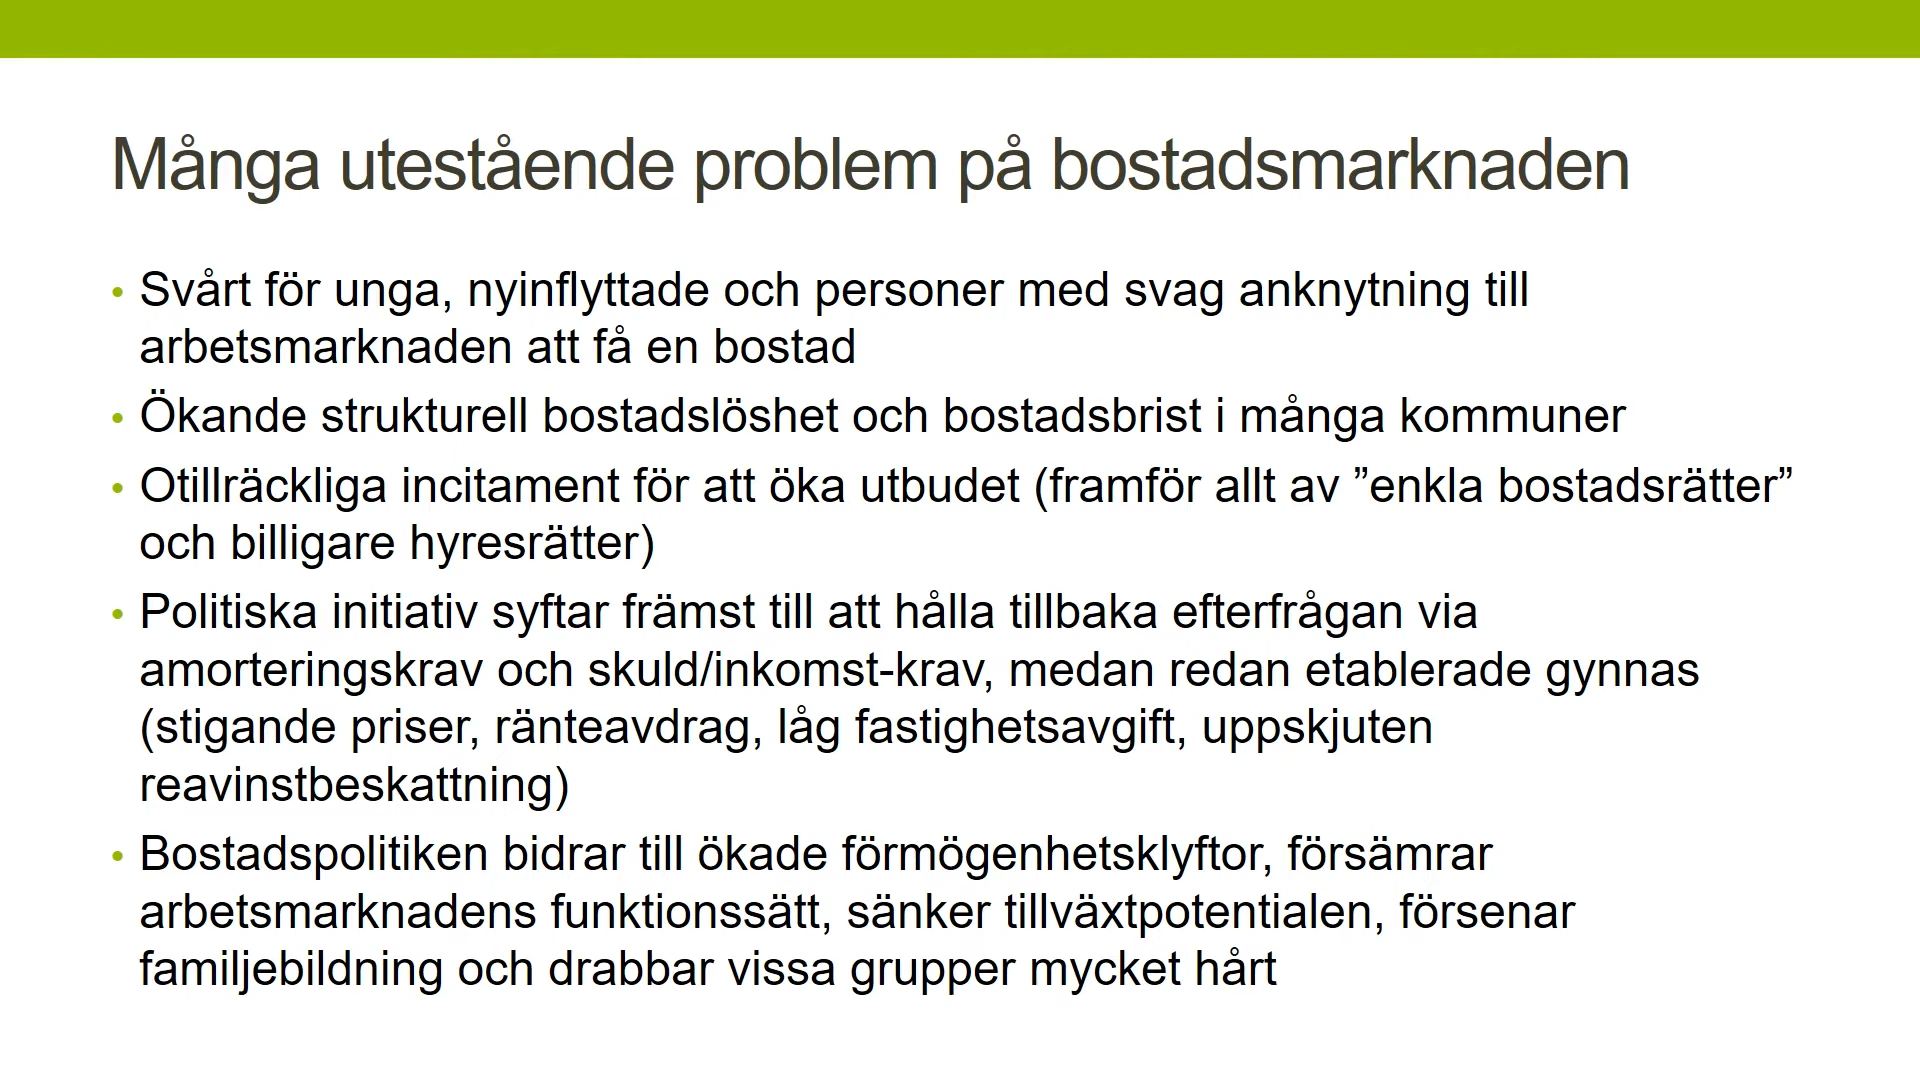 Många utestående problem på bostadsmarknaden
• Svårt för unga, nyinflyttade och personer med svag anknytning till
arbetsmarknaden att få en bostad
• Ökande strukturell bostadslöshet och bostadsbrist i många kommuner
• Otillräckliga incitament för att öka utbudet (framför allt av ”enkla bostadsrätter”
och billigare hyresrätter)
• Politiska initiativ syftar främst till att hålla tillbaka efterfrågan via
amorteringskrav och skuld/inkomst-krav, medan redan etablerade gynnas
(stigande priser, ränteavdrag, låg fastighetsavgift, uppskjuten
reavinstbeskattning)
• Bostadspolitiken bidrar till ökade förmögenhetsklyftor, försämrar
arbetsmarknadens funktionssätt, sänker tillväxtpotentialen, försenar
familjebildning och drabbar vissa grupper mycket hårt